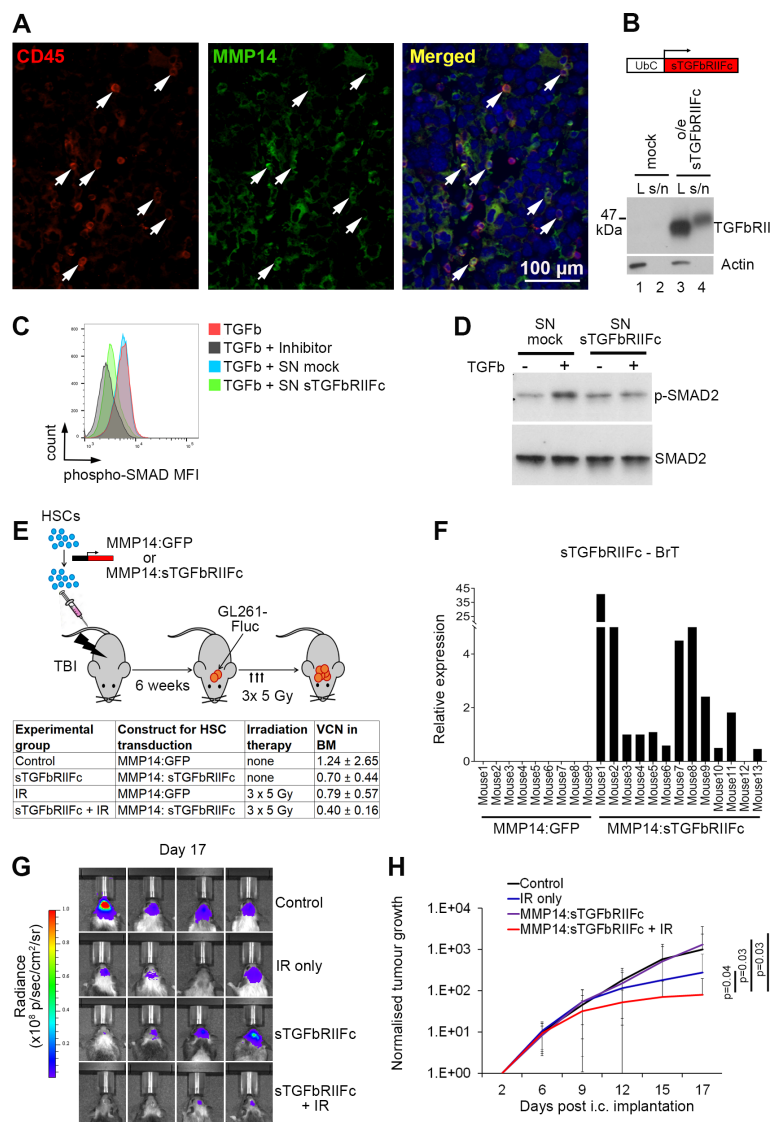 A
CD45
MMP14
Merged
100 µm
B
UbC
sTGFbRIIFc
mock
o/e
sTGFbRIIFc
L s/n L s/n
47
kDa
TGFbRII
Actin
1 2 3 4
C
800
600
400
200
0
10^3 10^4 10^5
count
phospho-SMAD MFI
TGFb
TGFb + Inhibitor
TGFb + SN mock
TGFb + SN sTGFbRIIFc
D
SN
mock
SN
sTGFbRIIFc
TGFb - + - +
p-SMAD2
SMAD2
E
HSCs
MMP14:GFP
or
MMP14:sTGFbRIIFc
GL261-
Fluc
TBI
6 weeks
3x 5 Gy
Experimental group Construct for HSC transduction Irradiation therapy VCN in BM
Control MMP14:GFP none 1.24 ± 2.65
sTGFbRIIFc MMP14: sTGFbRIIFc none 0.70 ± 0.44
IR MMP14:GFP 3 x 5 Gy 0.79 ± 0.57
sTGFbRIIFc + IR MMP14: sTGFbRIIFc 3 x 5 Gy 0.40 ± 0.16
F
sTGFbRIIFc - BrT
Relative expression
45
35
25
4
2
0
Mouse1
Mouse2
Mouse3
Mouse4
Mouse5
Mouse6
Mouse7
Mouse8
Mouse9
Mouse1
Mouse2
Mouse3
Mouse4
Mouse5
Mouse6
Mouse7
Mouse8
Mouse9
Mouse10
Mouse11
Mouse12
Mouse13
MMP14:GFP
MMP14:sTGFbRIIFc
G
Day 17
Radiance
(x10⁸ p/sec/cm²/sr)
1.0
0.8
0.6
0.4
0.2
Control
IR only
sTGFbRIIFc
sTGFbRIIFc
+ IR
H
Control
IR only
MMP14:sTGFbRIIFc
MMP14:sTGFbRIIFc + IR
Normalised tumour growth
1.E+04
1.E+03
1.E+02
1.E+01
1.E+00
2 6 9 12 15 17
Days post i.c. implantation
p=0.04
p=0.03
p=0.03